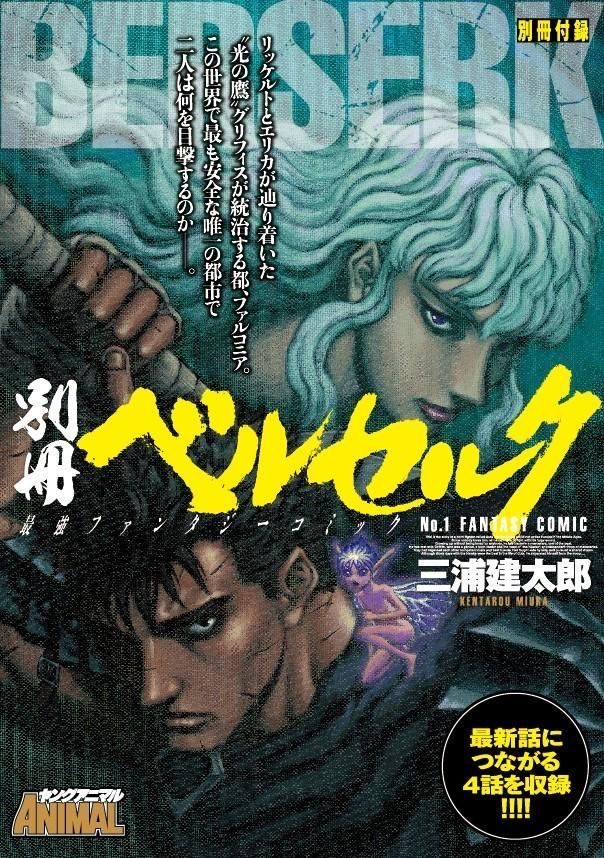 BERSERK
別冊付録
リッケルトとエリカが辿り着いた
“光の鷹”グリフィスが統治する都、ファルコニア。
この世界で最も安全な唯一の都市で
二人は何を目撃するのか──。
別冊
ベルセルク
最強ファンタジーコミック
No.1 FANTASY COMIC
三浦建太郎
KENTAROU MIURA
最新話に
つながる
4話を収録
!!!!
ヤングアニマル
ANIMAL